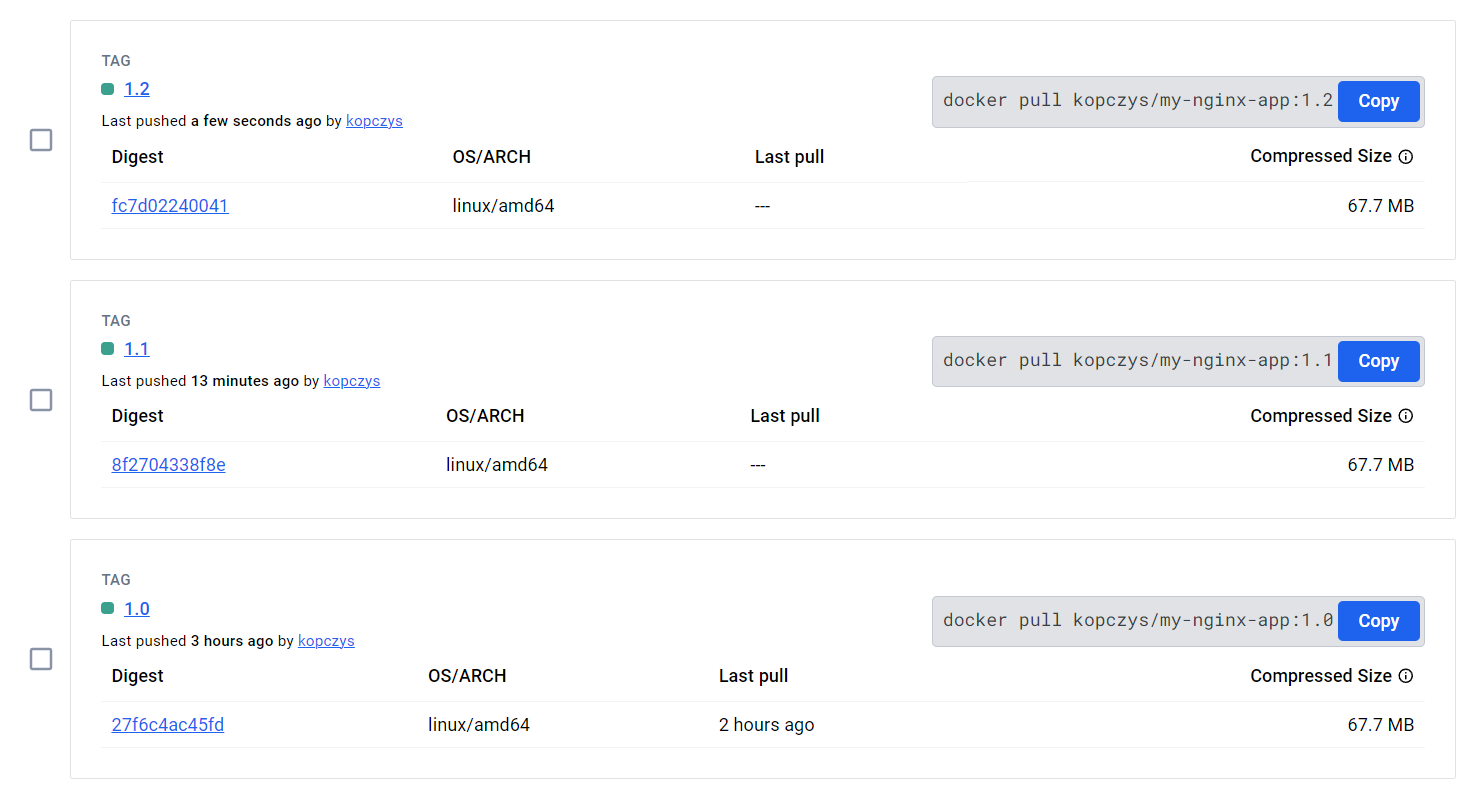 TAG
1.2
docker pull kopczys/my-nginx-app:1.2 Copy
Last pushed a few seconds ago by kopczys
Digest OS/ARCH Last pull Compressed Size
fc7d02240041 linux/amd64 --- 67.7 MB
TAG
1.1
docker pull kopczys/my-nginx-app:1.1 Copy
Last pushed 13 minutes ago by kopczys
Digest OS/ARCH Last pull Compressed Size
8f2704338f8e linux/amd64 --- 67.7 MB
TAG
1.0
docker pull kopczys/my-nginx-app:1.0 Copy
Last pushed 3 hours ago by kopczys
Digest OS/ARCH Last pull Compressed Size
27f6c4ac45fd linux/amd64 2 hours ago 67.7 MB